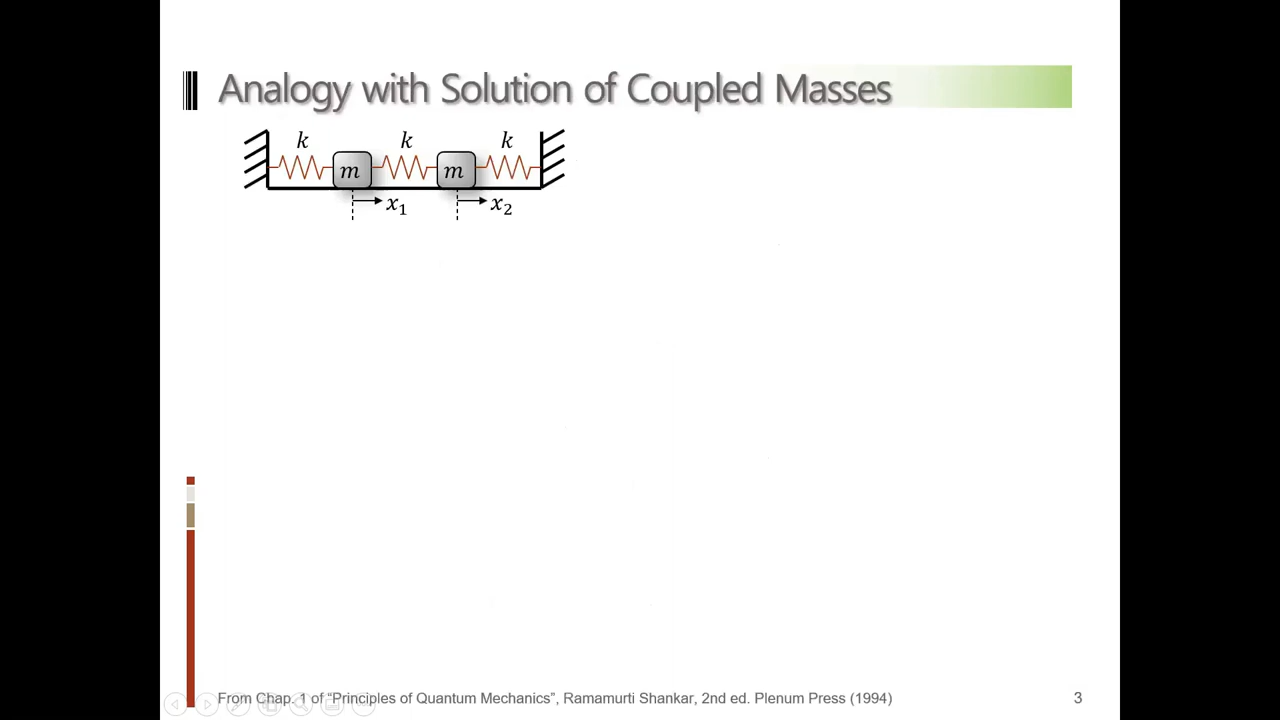 Analogy with Solution of Coupled Masses
k k k
m m
x₁ x₂
From Chap. 1 of "Principles of Quantum Mechanics", Ramamurti Shankar, 2nd ed. Plenum Press (1994)
3